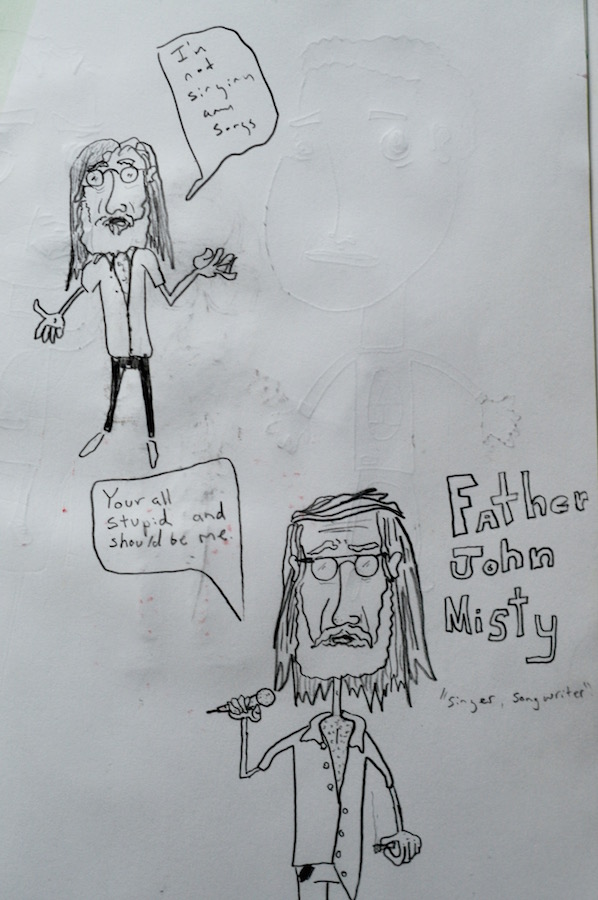 I'm
not
singing
any
songs
Your all
stupid and
should be me.
Father
John
Misty
"singer, songwriter"